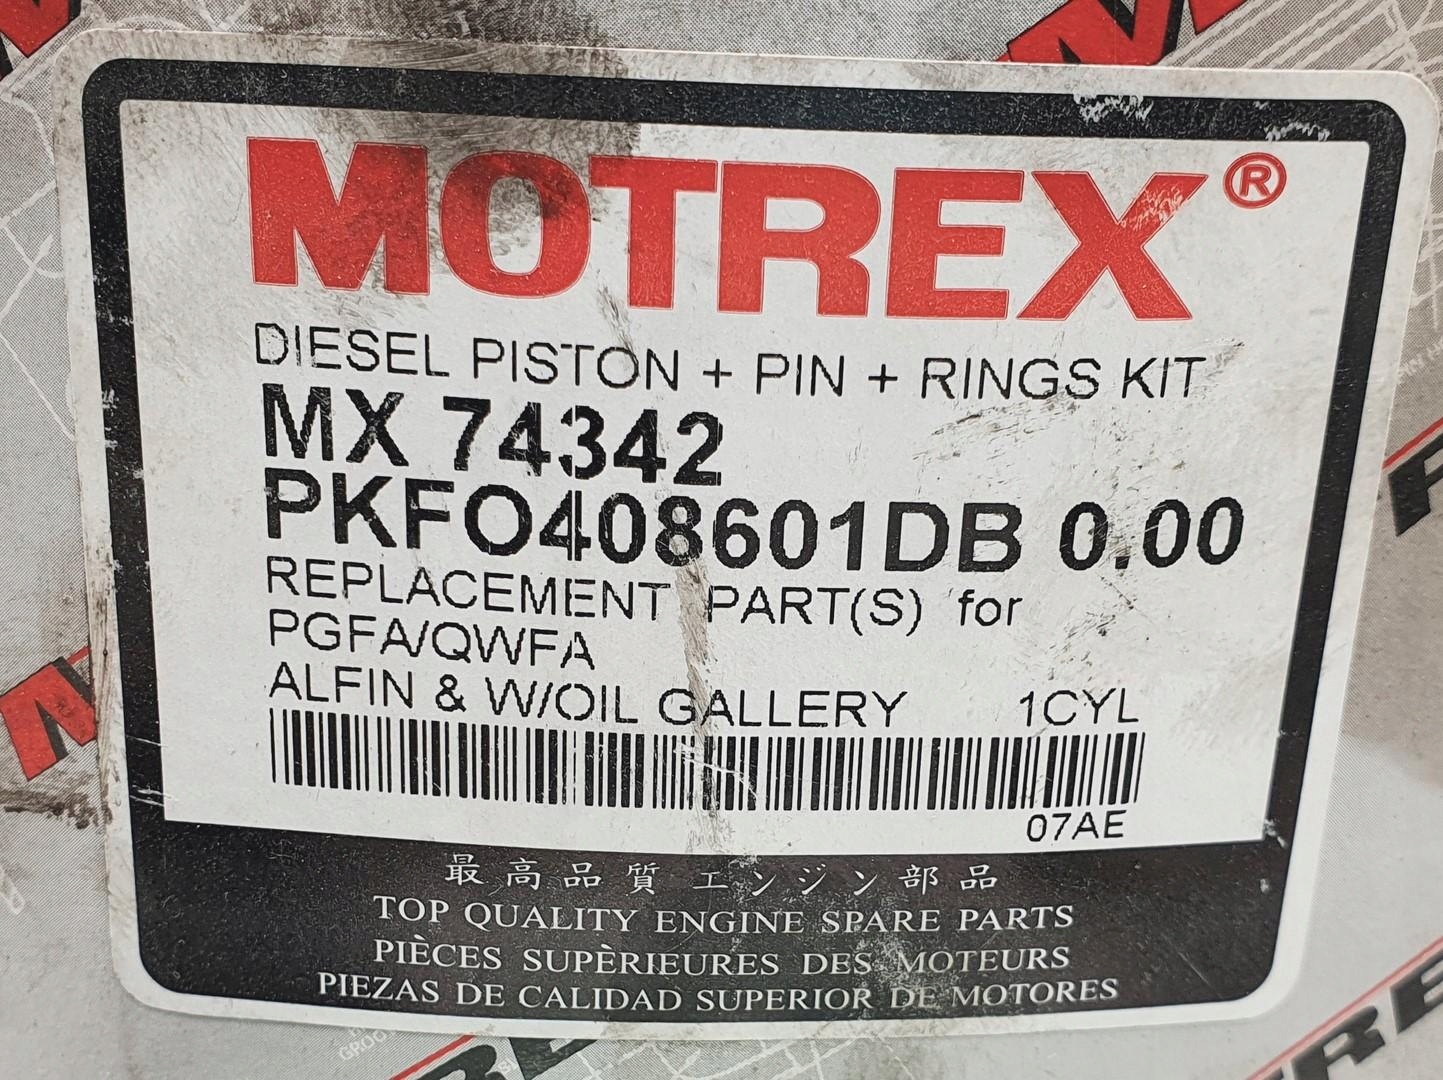 MOTREX®
DIESEL PISTON + PIN + RINGS KIT
MX 74342
PKFO408601DB 0.00
REPLACEMENT PART(S) for
PGFA/QWFA
ALFIN & W/OIL GALLERY 1CYL
07AE
最高品質エンジン部品
TOP QUALITY ENGINE SPARE PARTS
PIÈCES SUPÈRIEURES DES MOTEURS
PIEZAS DE CALIDAD SUPERIOR DE MOTORES